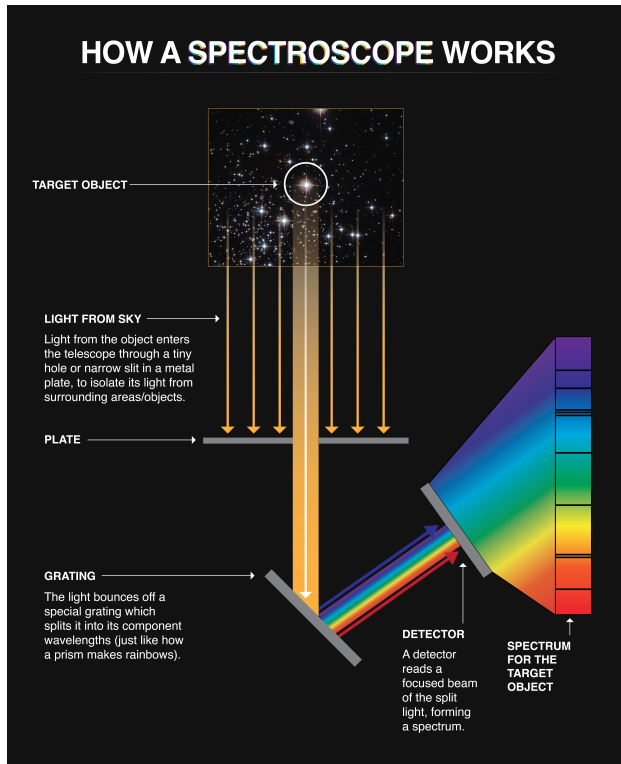 HOW A SPECTROSCOPE WORKS
TARGET OBJECT
LIGHT FROM SKY
Light from the object enters
the telescope through a tiny
hole or narrow slit in a metal
plate, to isolate its light from
surrounding areas/objects.
PLATE
GRATING
The light bounces off a
special grating which
splits it into its component
wavelengths (just like how
a prism makes rainbows).
DETECTOR
A detector
reads a
focused beam
of the split
light, forming
a spectrum.
SPECTRUM
FOR THE
TARGET
OBJECT